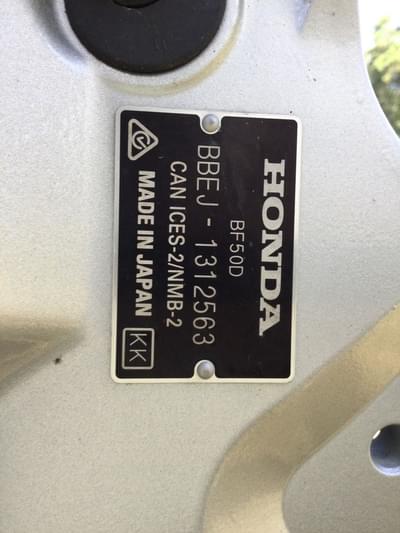 HONDA
BF50D
BBEJ - 1312563
CAN ICES-2/NMB-2
MADE IN JAPAN
KK